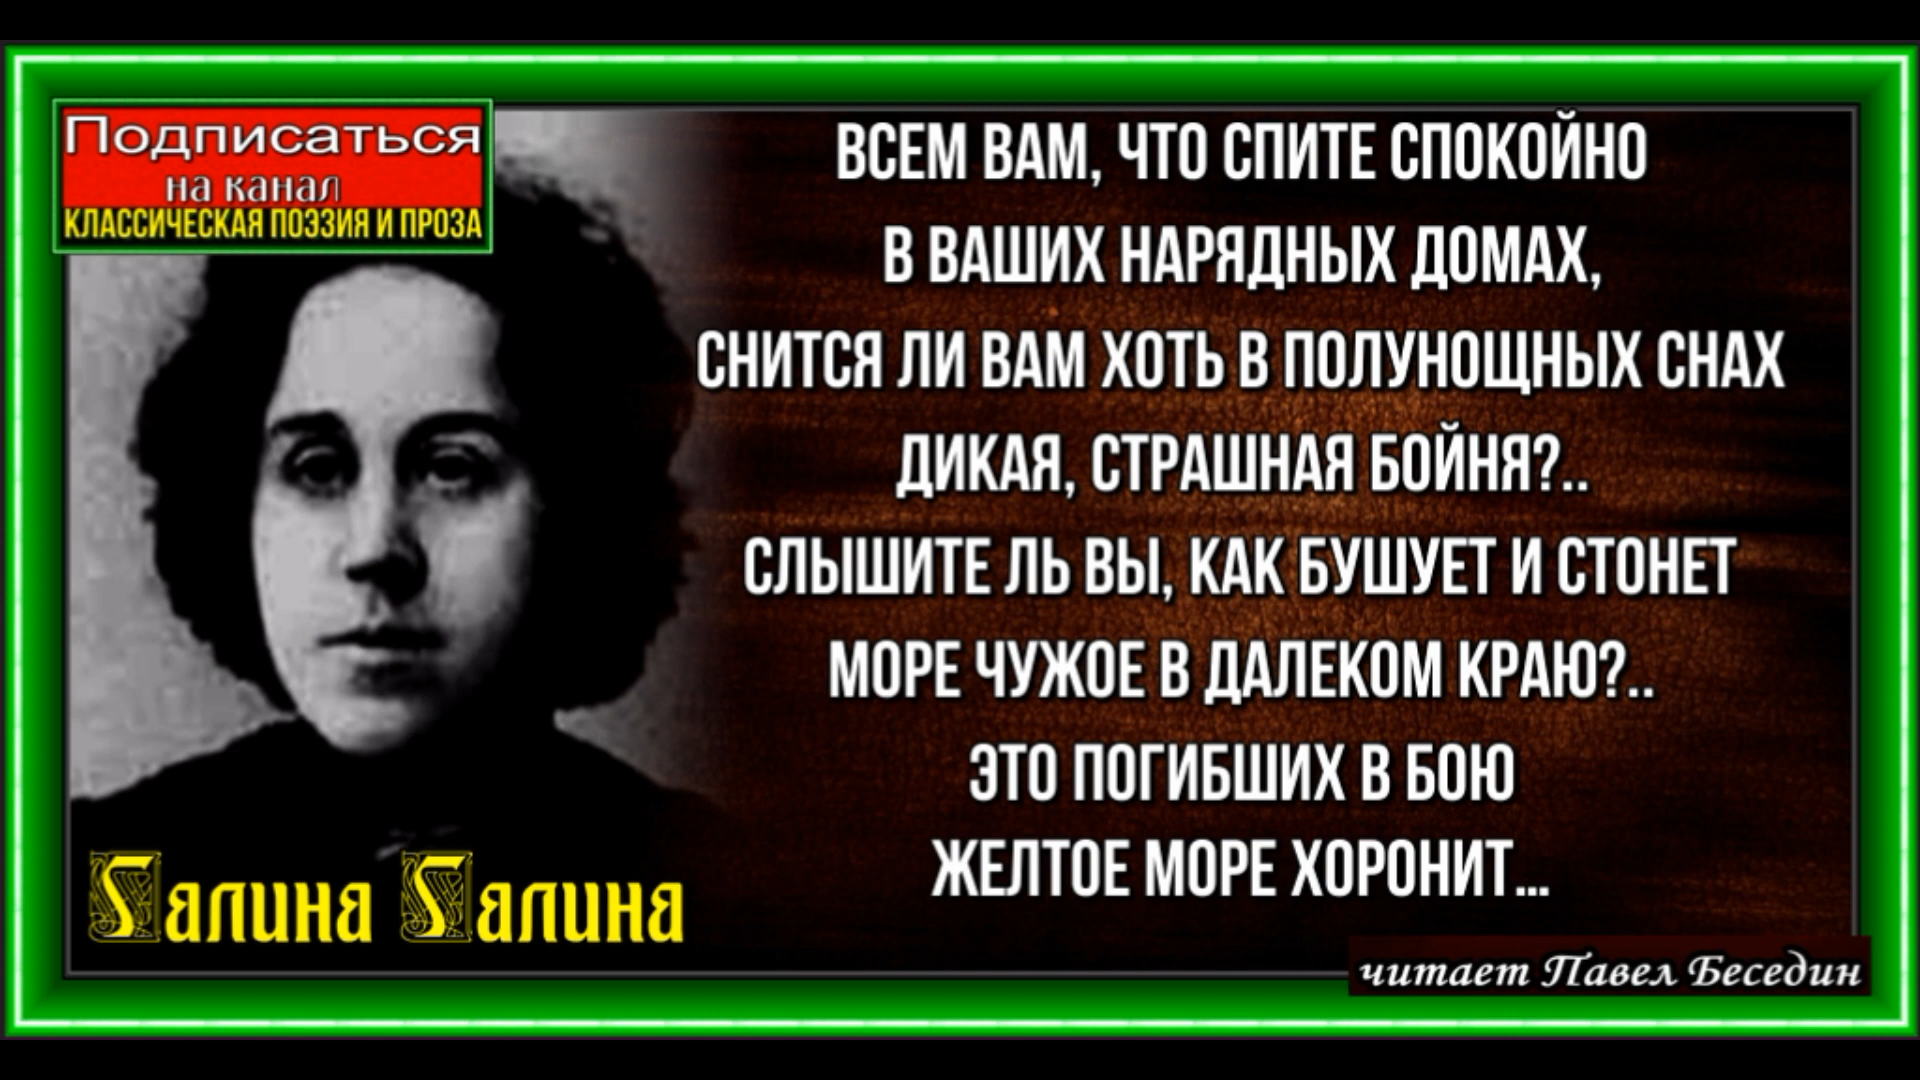 Подписаться
на канал
КЛАССИЧЕСКАЯ ПОЭЗИЯ И ПРОЗА
ВСЕМ ВАМ, ЧТО СПИТЕ СПОКОЙНО
В ВАШИХ НАРЯДНЫХ ДОМАХ,
СНИТСЯ ЛИ ВАМ ХОТЬ В ПОЛУНОЩНЫХ СНАХ
ДИКАЯ, СТРАШНАЯ БОЙНЯ?..
СЛЫШИТЕ ЛЬ ВЫ, КАК БУШУЕТ И СТОНЕТ
МОРЕ ЧУЖОЕ В ДАЛЕКОМ КРАЮ?..
ЭТО ПОГИБШИХ В БОЮ
ЖЕЛТОЕ МОРЕ ХОРОНИТ...
Галина Галина
читает Павел Беседин